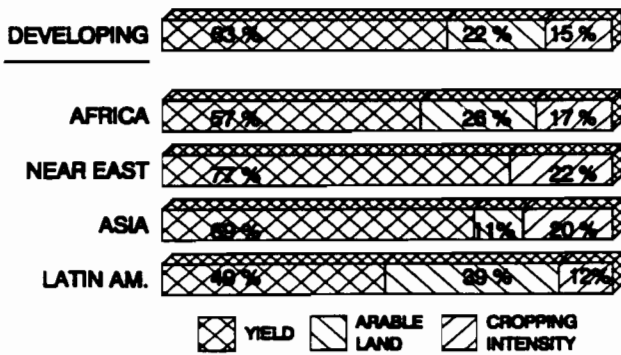 DEVELOPING 63 % 22 % 15 %
AFRICA 57 % 26 % 17 %
NEAR EAST 77 % 22 %
ASIA 69 % 11% 20 %
LATIN AM. 49 % 39 % 12%
YIELD ARABLE LAND CROPPING INTENSITY